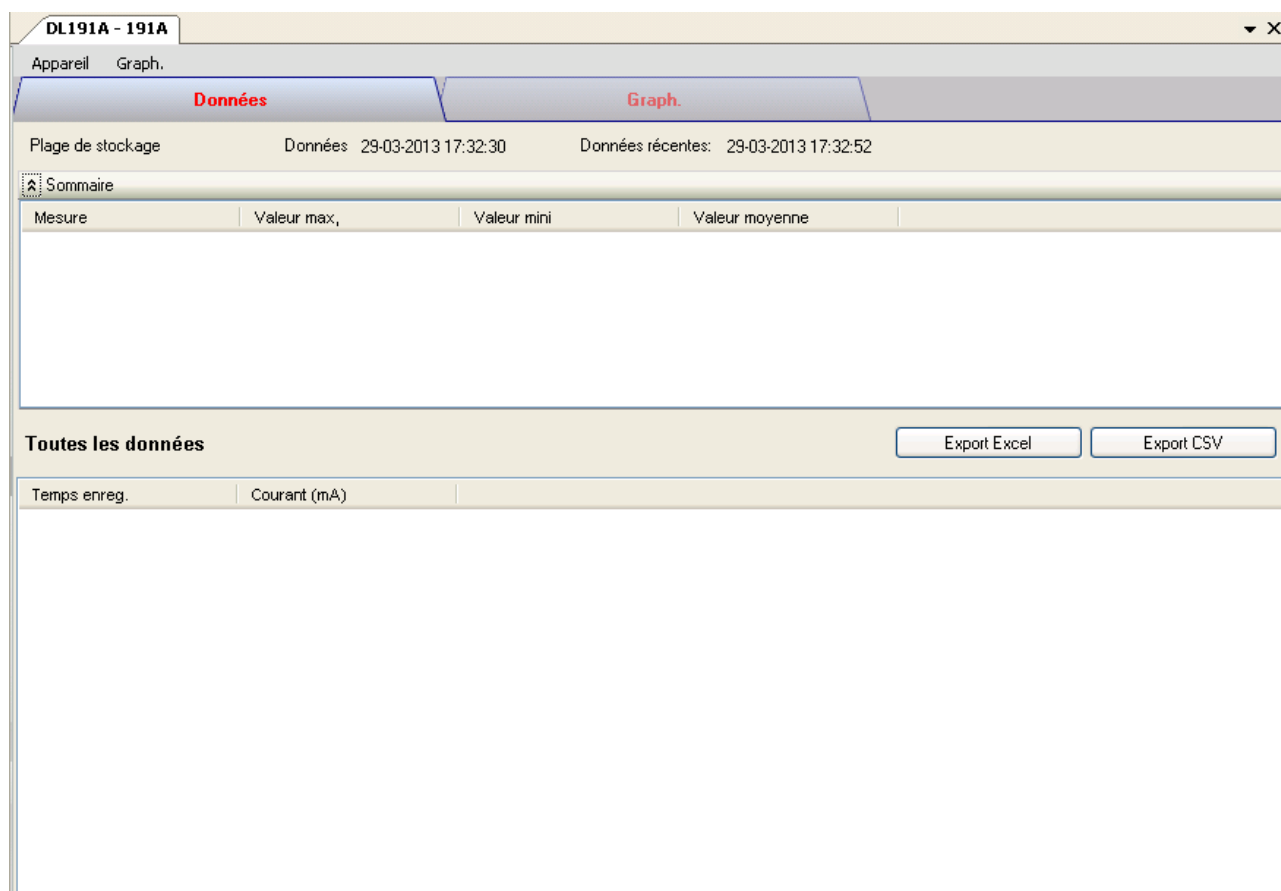 DL191A - 191A
Appareil Graph.
Données Graph.
Plage de stockage Données 29-03-2013 17:32:30 Données récentes: 29-03-2013 17:32:52
Sommaire
Mesure Valeur max, Valeur mini Valeur moyenne
Toutes les données Export Excel Export CSV
Temps enreg. Courant (mA)